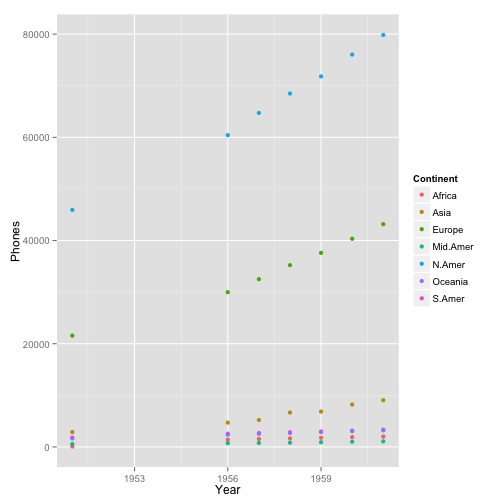 80000
60000
40000
20000
0
Phones
1953
1956
1959
Year
Continent
Africa
Asia
Europe
Mid.Amer
N.Amer
Oceania
S.Amer